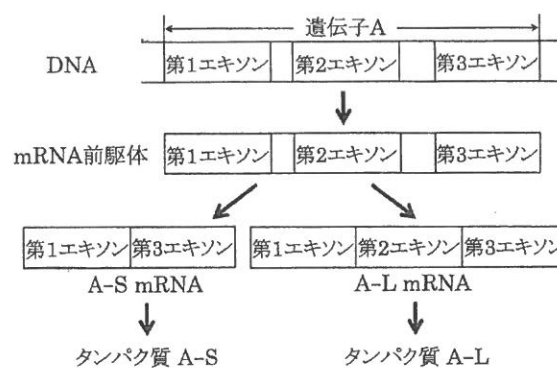 遺伝子A
DNA
第1エキソン 第2エキソン 第3エキソン
mRNA前駆体
第1エキソン 第2エキソン 第3エキソン
第1エキソン 第3エキソン
第1エキソン 第2エキソン 第3エキソン
A-S mRNA
A-L mRNA
タンパク質 A-S
タンパク質 A-L